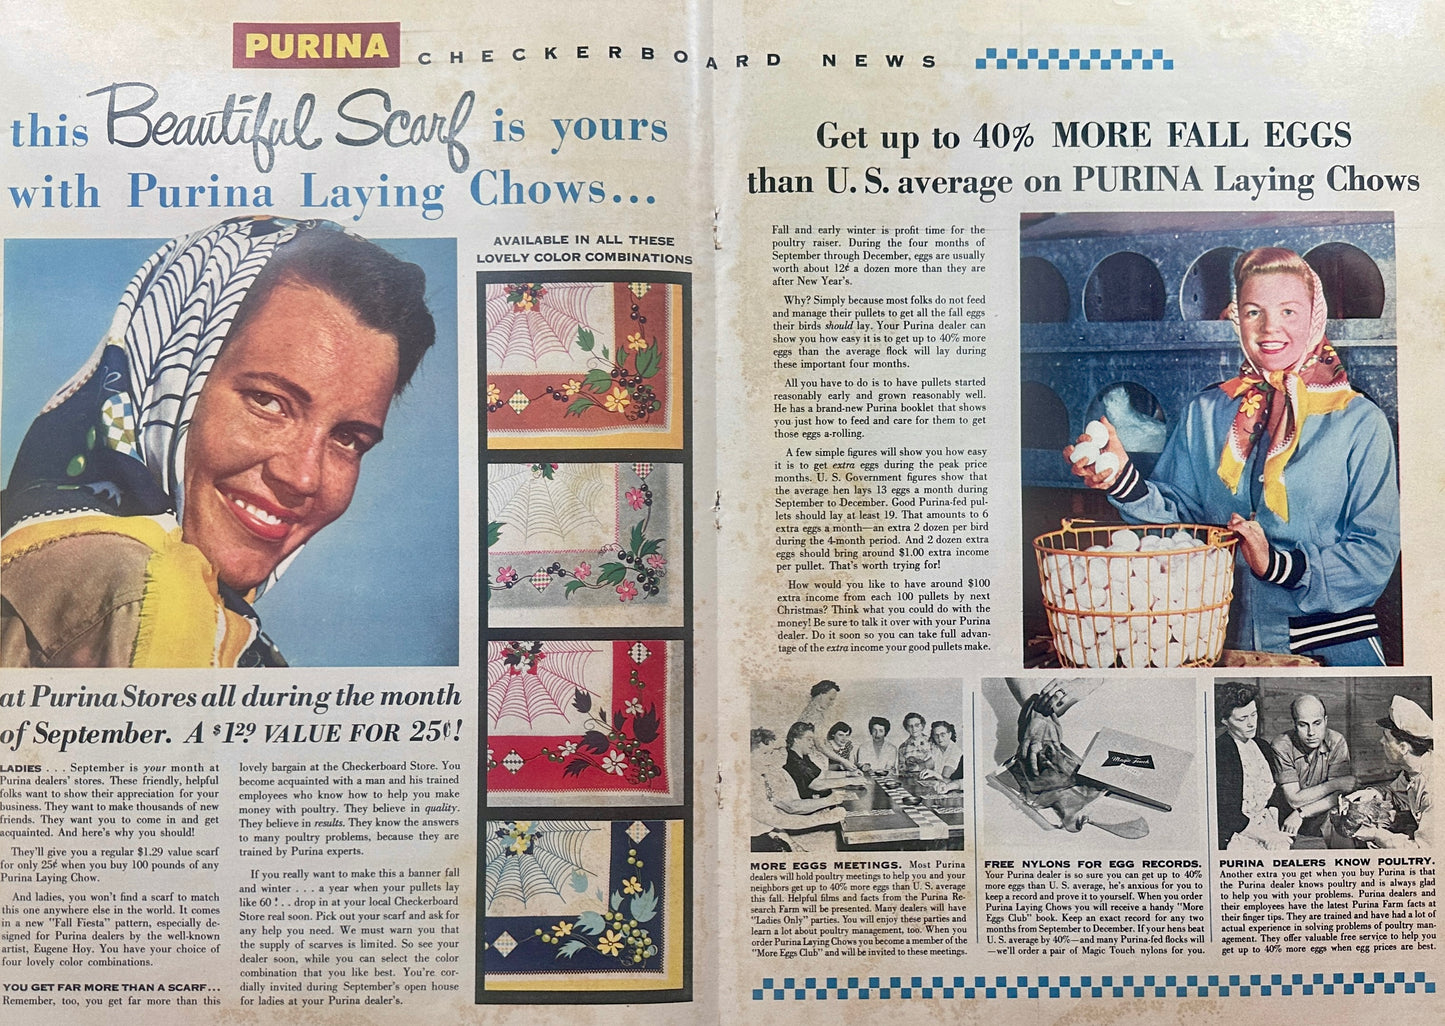 PURINA CHECKERBOARD NEWS
this Beautiful Scarf is yours
with Purina Laying Chows...
AVAILABLE IN ALL THESE
LOVELY COLOR COMBINATIONS
at Purina Stores all during the month
of September. A $1.29 VALUE FOR 25¢!
LADIES . . . September is your month at
Purina dealers' stores. These friendly, helpful
folks want to show their appreciation for your
business. They want to make thousands of new
friends. They want you to come in and get
acquainted. And here's why you should!
They'll give you a regular $1.29 value scarf
for only 25¢ when you buy 100 pounds of any
Purina Laying Chow.
And ladies, you won't find a scarf to match
this one anywhere else in the world. It comes
in a new "Fall Fiesta" pattern, especially de-
signed for Purina dealers by the well-known
artist, Eugene Hoy. You have your choice of
four lovely color combinations.
YOU GET FAR MORE THAN A SCARF...
Remember, too, you get far more than this
lovely bargain at the Checkerboard Store. You
become acquainted with a man and his trained
employees who know how to help you make
money with poultry. They believe in quality.
They believe in results. They know the answers
to many poultry problems, because they are
trained by Purina experts.
If you really want to make this a banner fall
and winter . . . a year when your pullets lay
like 60! . . drop in at your local Checkerboard
Store real soon. Pick out your scarf and ask for
any help you need. We must warn you that
the supply of scarves is limited. So see your
dealer soon, while you can select the color
combination that you like best. You're cor-
dially invited during September's open house
for ladies at your Purina dealer's.
Get up to 40% MORE FALL EGGS
than U. S. average on PURINA Laying Chows
Fall and early winter is profit time for the
poultry raiser. During the four months of
September through December, eggs are usually
worth about 12¢ a dozen more than they are
after New Year's.
Why? Simply because most folks do not feed
and manage their pullets to get all the fall eggs
their birds should lay. Your Purina dealer can
show you how easy it is to get up to 40% more
eggs than the average flock will lay during
these important four months.
All you have to do is to have pullets started
reasonably early and grown reasonably well.
He has a brand-new Purina booklet that shows
you just how to feed and care for them to get
those eggs a-rolling.
A few simple figures will show you how easy
it is to get extra eggs during the peak price
months. U. S. Government figures show that
the average hen lays 13 eggs a month during
September to December. Good Purina-fed pul-
lets should lay at least 19. That amounts to 6
extra eggs a month—an extra 2 dozen per bird
during the 4-month period. And 2 dozen extra
eggs should bring around $1.00 extra income
per pullet. That's worth trying for!
How would you like to have around $100
extra income from each 100 pullets by next
Christmas? Think what you could do with the
money! Be sure to talk it over with your Purina
dealer. Do it soon so you can take full advan-
tage of the extra income your good pullets make.
Magic Touch
MORE EGGS MEETINGS. Most Purina
dealers will hold poultry meetings to help you and your
neighbors get up to 40% more eggs than U. S. average
this fall. Helpful films and facts from the Purina Re-
search Farm will be presented. Many dealers will have
"Ladies Only" parties. You will enjoy these parties and
learn a lot about poultry management, too. When you
order Purina Laying Chows you become a member of the
"More Eggs Club" and will be invited to these meetings.
FREE NYLONS FOR EGG RECORDS.
Your Purina dealer is so sure you can get up to 40%
more eggs than U. S. average, he's anxious for you to
keep a record and prove it to yourself. When you order
Purina Laying Chows you will receive a handy "More
Eggs Club" book. Keep an exact record for any two
months from September to December. If your hens beat
U. S. average by 40%—and many Purina-fed flocks will
—we'll order a pair of Magic Touch nylons for you.
PURINA DEALERS KNOW POULTRY.
Another extra you get when you buy Purina is that
the Purina dealer knows poultry and is always glad
to help you with your problems. Purina dealers and
their employees have the latest Purina Farm facts at
their finger tips. They are trained and have had a lot of
actual experience in solving problems of poultry man-
agement. They offer valuable free service to help you
get up to 40% more eggs when egg prices are best.